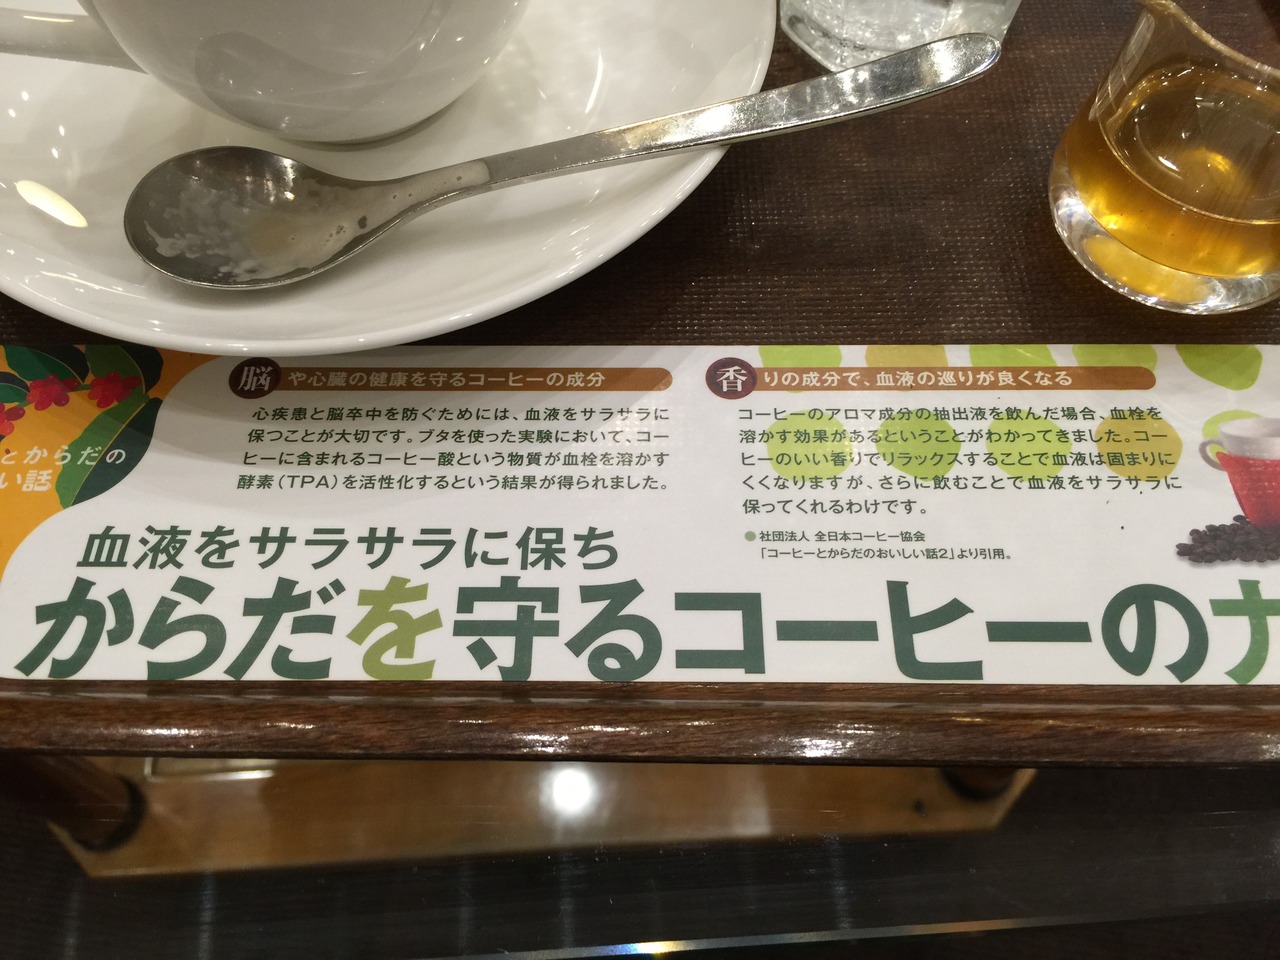 とからだの
い話
脳や心臓の健康を守るコーヒーの成分
心疾患と脳卒中を防ぐためには、血液をサラサラに
保つことが大切です。ブタを使った実験において、コー
ヒーに含まれるコーヒー酸という物質が血栓を溶かす
酵素（TPA）を活性化するという結果が得られました。
香りの成分で、血液の巡りが良くなる
コーヒーのアロマ成分の抽出液を飲んだ場合、血栓を
溶かす効果があるということがわかってきました。コー
ヒーのいい香りでリラックスすることで血液は固まりに
くくなりますが、さらに飲むことで血液をサラサラに
保ってくれるわけです。
●社団法人 全日本コーヒー協会
「コーヒーとからだのおいしい話2」より引用。
血液をサラサラに保ち
からだを守るコーヒーの